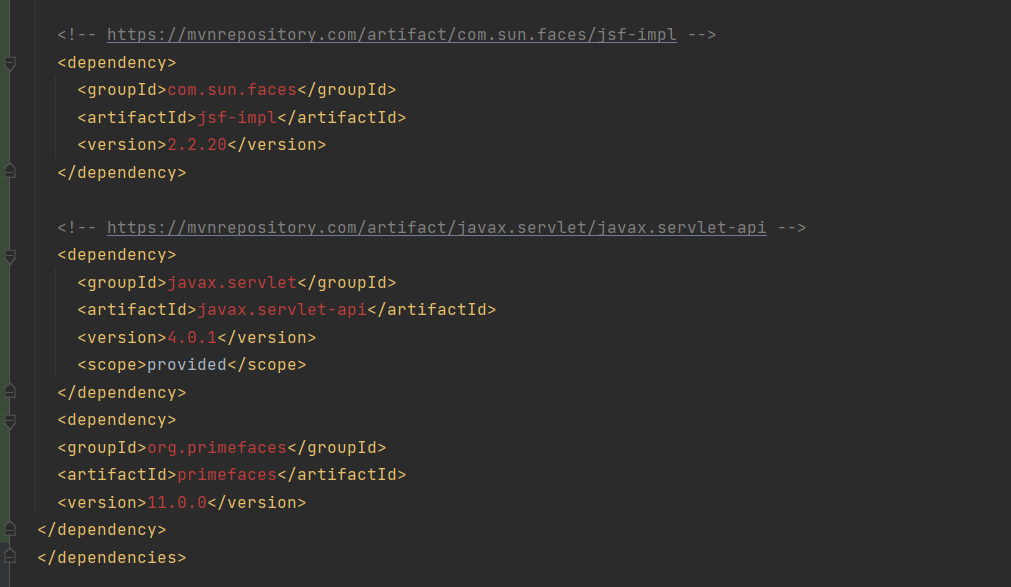 <!-- https://mvnrepository.com/artifact/com.sun.faces/jsf-impl -->
<dependency>
<groupId>com.sun.faces</groupId>
<artifactId>jsf-impl</artifactId>
<version>2.2.20</version>
</dependency>
<!-- https://mvnrepository.com/artifact/javax.servlet/javax.servlet-api -->
<dependency>
<groupId>javax.servlet</groupId>
<artifactId>javax.servlet-api</artifactId>
<version>4.0.1</version>
<scope>provided</scope>
</dependency>
<dependency>
<groupId>org.primefaces</groupId>
<artifactId>primefaces</artifactId>
<version>11.0.0</version>
</dependency>
</dependencies>